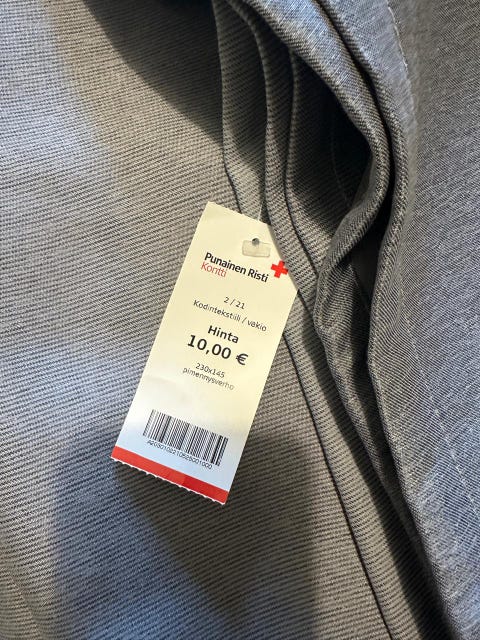 Punainen Risti
Kontti
2 / 21
Kodintekstiili / vakio
Hinta
10,00 €
230x145
pimennysverho